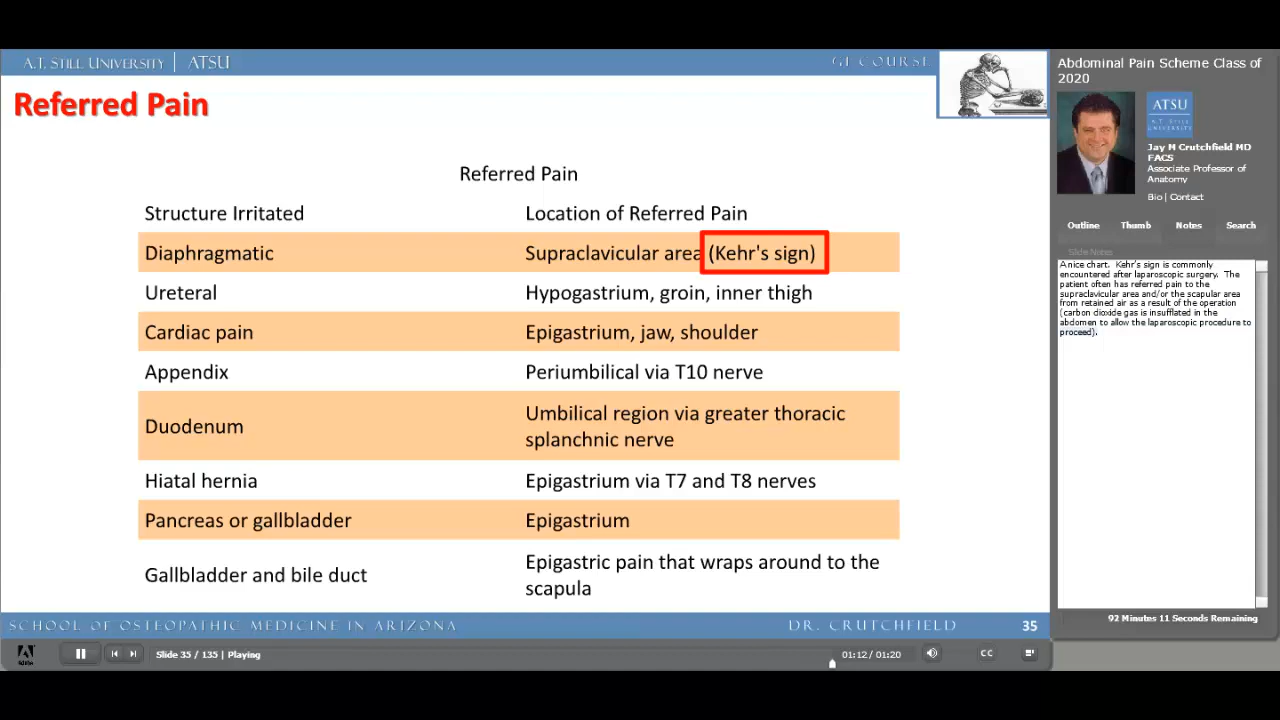 A.T. STILL UNIVERSITY | ATSU
GI COURSE
Referred Pain
Referred Pain
Structure Irritated Location of Referred Pain
Diaphragmatic Supraclavicular area (Kehr's sign)
Ureteral Hypogastrium, groin, inner thigh
Cardiac pain Epigastrium, jaw, shoulder
Appendix Periumbilical via T10 nerve
Duodenum Umbilical region via greater thoracic
splanchnic nerve
Hiatal hernia Epigastrium via T7 and T8 nerves
Pancreas or gallbladder Epigastrium
Gallbladder and bile duct Epigastric pain that wraps around to the
scapula
SCHOOL OF OSTEOPATHIC MEDICINE IN ARIZONA DR. CRUTCHFIELD 35
Slide 35 / 135 | Playing 01:12 / 01:20 CC
Abdominal Pain Scheme Class of
2020
ATSU
A.T. STILL
UNIVERSITY
Jay M Crutchfield MD
FACS
Associate Professor of
Anatomy
Bio | Contact
Outline Thumb Notes Search
Slide Notes
A nice chart. Kehr's sign is commonly
encountered after laparoscopic surgery. The
patient often has referred pain to the
supraclavicular area and/or the scapular area
from retained air as a result of the operation
(carbon dioxide gas is insufflated in the
abdomen to allow the laparoscopic procedure to
proceed).
92 Minutes 11 Seconds Remaining